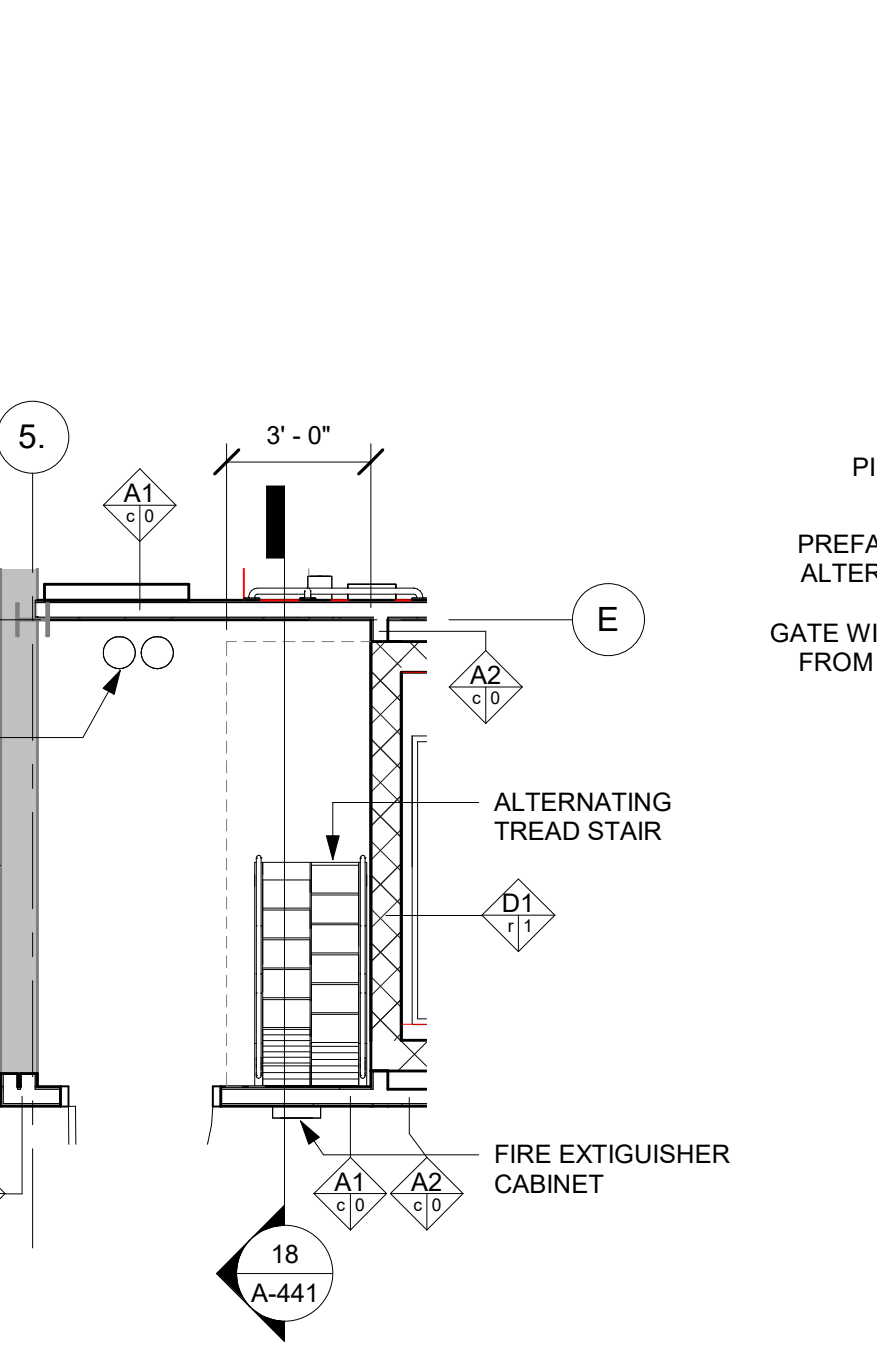 5.
3' - 0"
A1
c 0
PI
PREFA
ALTER
E
GATE WI
FROM
A2
c 0
ALTERNATING
TREAD STAIR
D1
r 1
FIRE EXTIGUISHER
CABINET
A1
c 0
A2
c 0
18
A-441